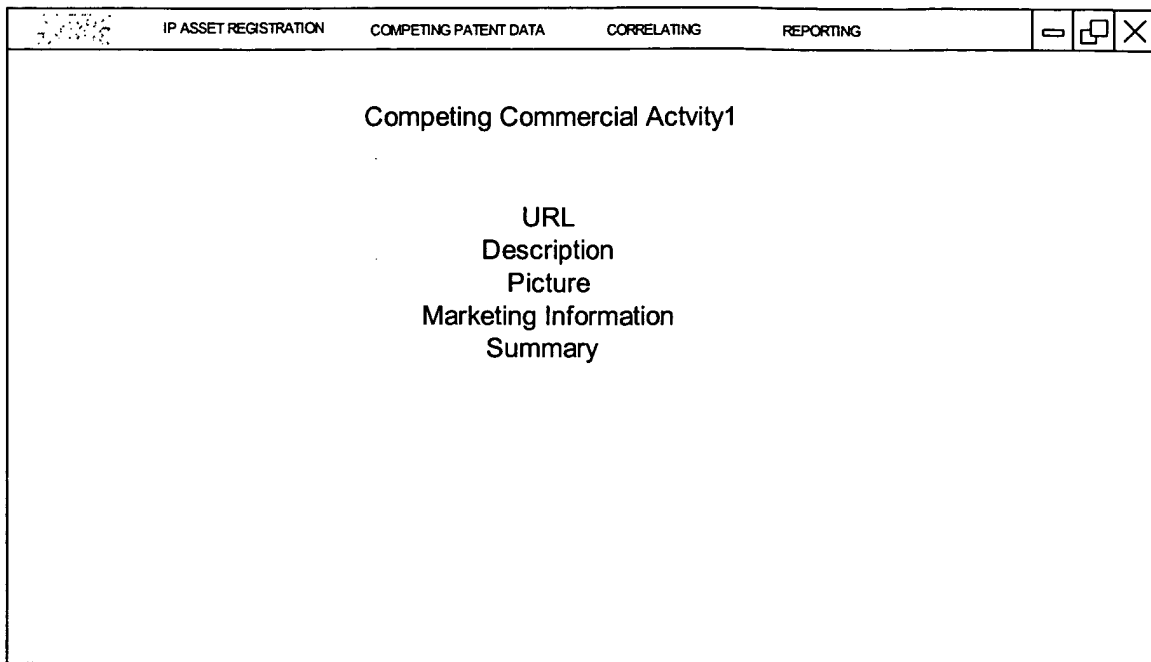 IP ASSET REGISTRATION COMPETING PATENT DATA CORRELATING REPORTING
Competing Commercial Actvity1
URL
Description
Picture
Marketing Information
Summary